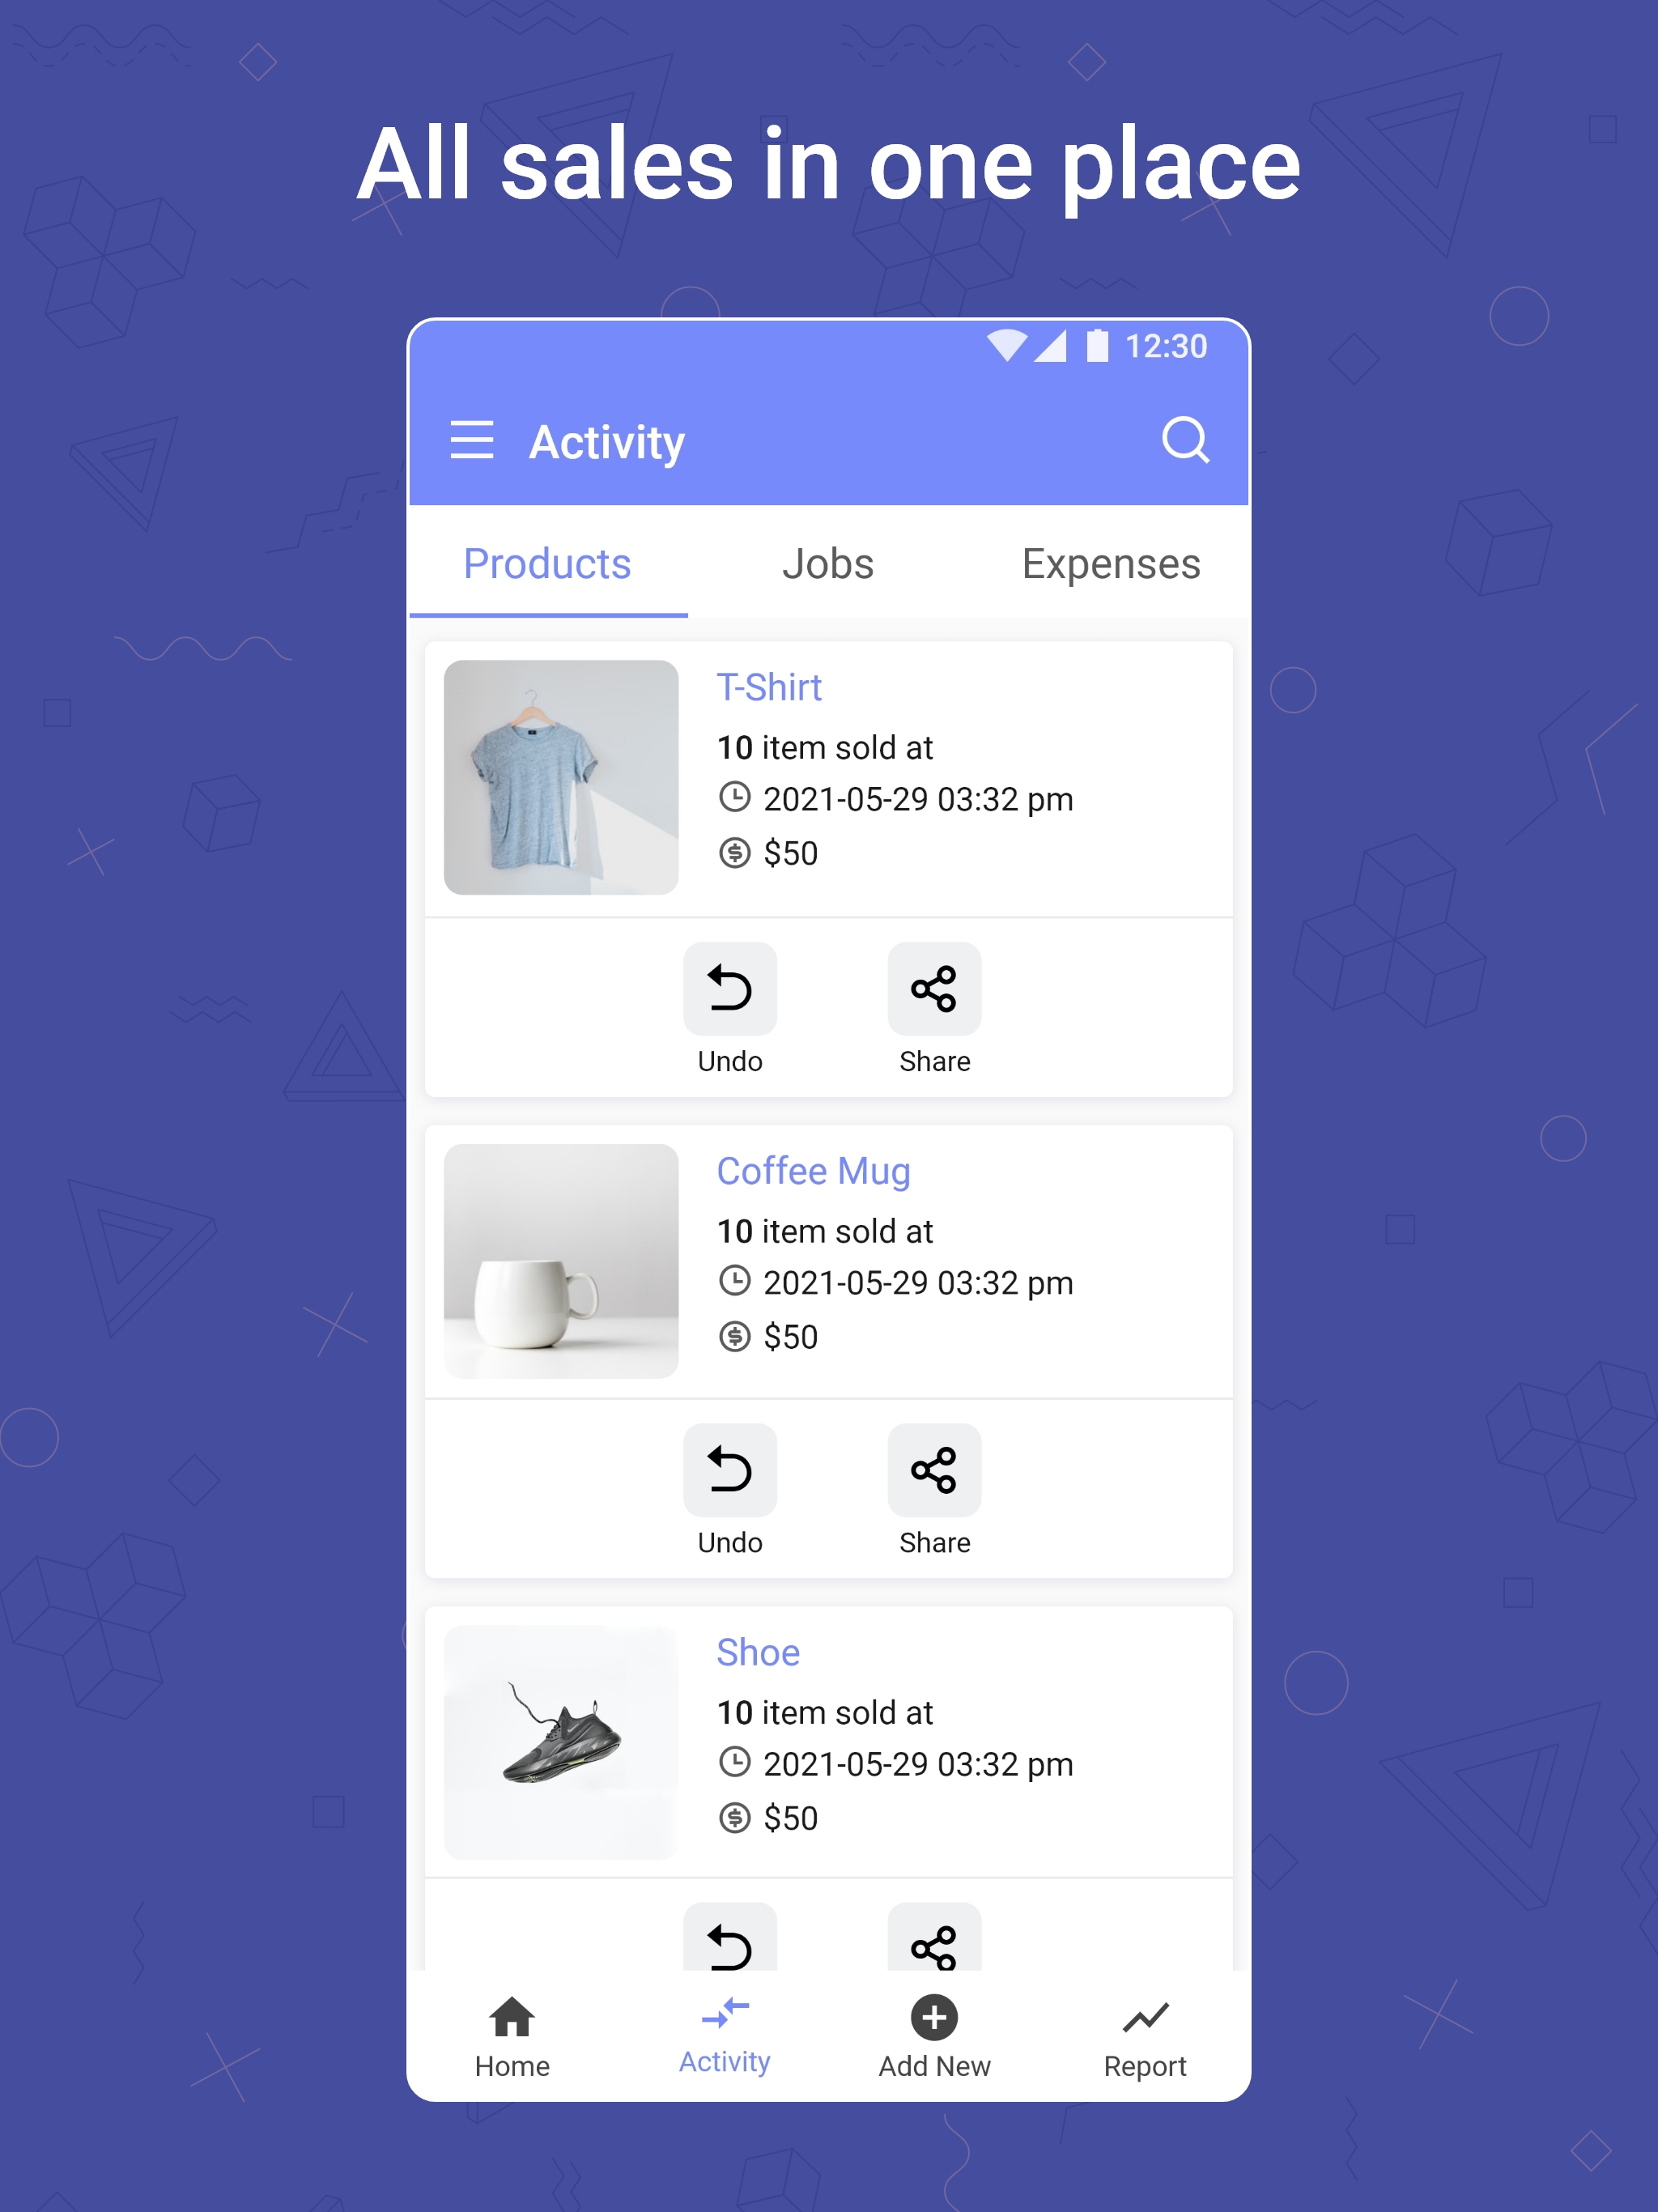 All sales in one place
12:30
Activity
Products Jobs Expenses
T-Shirt
10 item sold at
2021-05-29 03:32 pm
$50
Undo Share
Coffee Mug
10 item sold at
2021-05-29 03:32 pm
$50
Undo Share
Shoe
10 item sold at
2021-05-29 03:32 pm
$50
Home Activity Add New Report